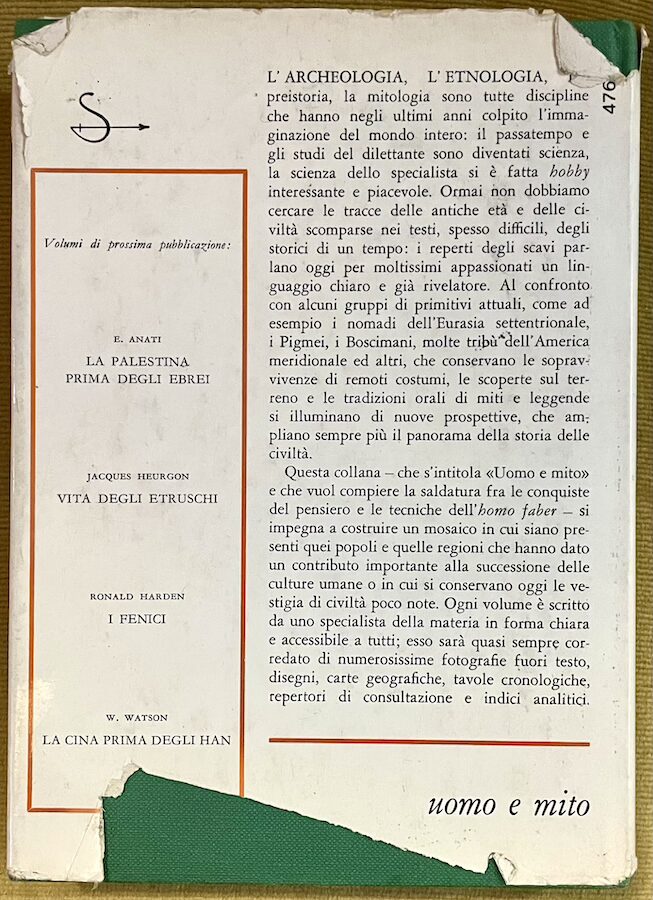 Volumi di prossima pubblicazione:
E. ANATI
LA PALESTINA
PRIMA DEGLI EBREI
JACQUES HEURGON
VITA DEGLI ETRUSCHI
RONALD HARDEN
I FENICI
W. WATSON
LA CINA PRIMA DEGLI HAN
L'ARCHEOLOGIA, L'ETNOLOGIA,
preistoria, la mitologia sono tutte discipline
che hanno negli ultimi anni colpito l'imma-
ginazione del mondo intero: il passatempo e
gli studi del dilettante sono diventati scienza,
la scienza dello specialista si è fatta hobby
interessante e piacevole. Ormai non dobbiamo
cercare le tracce delle antiche età e delle ci-
viltà scomparse nei testi, spesso difficili, degli
storici di un tempo: i reperti degli scavi par-
lano oggi per moltissimi appassionati un lin-
guaggio chiaro e già rivelatore. Al confronto
con alcuni gruppi di primitivi attuali, come ad
esempio i nomadi dell'Eurasia settentrionale,
i Pigmei, i Boscimani, molte tribù dell'America
meridionale ed altri, che conservano le soprav-
vivenze di remoti costumi, le scoperte sul ter-
reno e le tradizioni orali di miti e leggende
si illuminano di nuove prospettive, che am-
pliano sempre più il panorama della storia delle
civiltà.
Questa collana – che s'intitola «Uomo e mito»
e che vuol compiere la saldatura fra le conquiste
del pensiero e le tecniche dell'homo faber – si
impegna a costruire un mosaico in cui siano pre-
senti quei popoli e quelle regioni che hanno dato
un contributo importante alla successione delle
culture umane o in cui si conservano oggi le ve-
stigia di civiltà poco note. Ogni volume è scritto
da uno specialista della materia in forma chiara
e accessibile a tutti; esso sarà quasi sempre cor-
redato di numerosissime fotografie fuori testo,
disegni, carte geografiche, tavole cronologiche,
repertori di consultazione e indici analitici.
uomo e mito
476